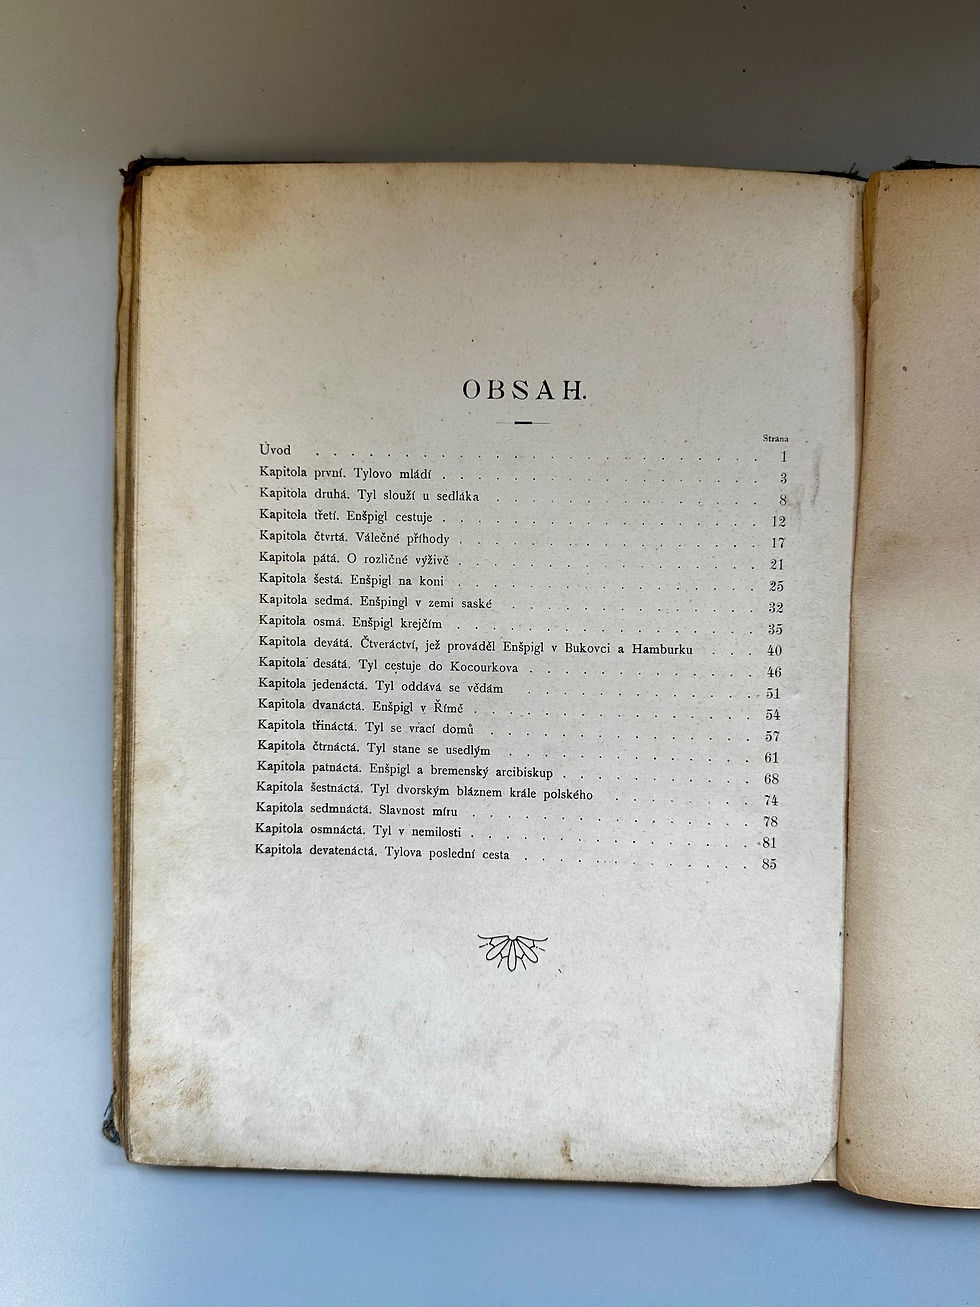 OBSAH.
Strana
Úvod . . . . . . . . . . . . . . . . . . . . 1
Kapitola první. Tylovo mládí . . . . . . . . . . . . . . . 3
Kapitola druhá. Tyl slouží u sedláka . . . . . . . . . . . . . 8
Kapitola třetí. Enšpigl cestuje . . . . . . . . . . . . . . . 12
Kapitola čtvrtá. Válečné příhody . . . . . . . . . . . . . . 17
Kapitola pátá. O rozličné výživě . . . . . . . . . . . . . . 21
Kapitola šestá. Enšpigl na koni . . . . . . . . . . . . . . 25
Kapitola sedmá. Enšpingl v zemi saské . . . . . . . . . . . . 32
Kapitola osmá. Enšpigl krejčím . . . . . . . . . . . . . . . 35
Kapitola devátá. Čtveráctví, jež prováděl Enšpigl v Bukovci a Hamburku . . . 40
Kapitola desátá. Tyl cestuje do Kocourkova . . . . . . . . . . . 46
Kapitola jedenáctá. Tyl oddává se vědám . . . . . . . . . . . . 51
Kapitola dvanáctá. Enšpigl v Římě . . . . . . . . . . . . . . 54
Kapitola třináctá. Tyl se vrací domů . . . . . . . . . . . . . 57
Kapitola čtrnáctá. Tyl stane se usedlým . . . . . . . . . . . . 61
Kapitola patnáctá. Enšpigl a bremenský arcibiskup . . . . . . . . . 68
Kapitola šestnáctá. Tyl dvorským bláznem krále polského . . . . . . . 74
Kapitola sedmnáctá. Slavnost míru . . . . . . . . . . . . . . 78
Kapitola osmnáctá. Tyl v nemilosti . . . . . . . . . . . . . . 81
Kapitola devatenáctá. Tylova poslední cesta . . . . . . . . . . . 85